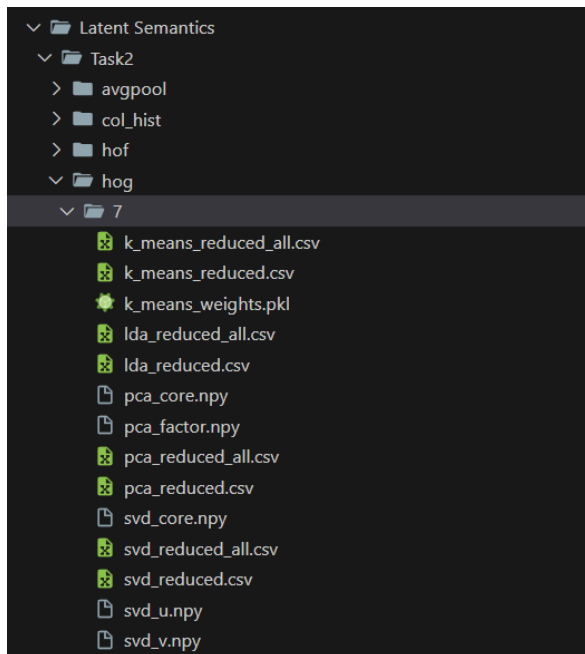 Latent Semantics
Task2
avgpool
col_hist
hof
hog
7
k_means_reduced_all.csv
k_means_reduced.csv
k_means_weights.pkl
lda_reduced_all.csv
lda_reduced.csv
pca_core.npy
pca_factor.npy
pca_reduced_all.csv
pca_reduced.csv
svd_core.npy
svd_reduced_all.csv
svd_reduced.csv
svd_u.npy
svd_v.npy